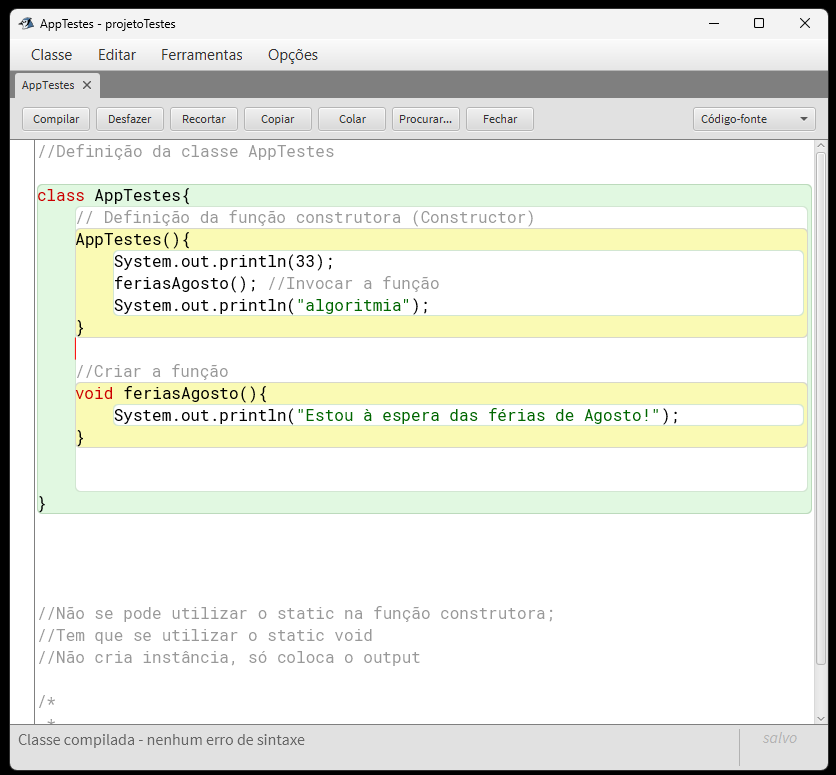 AppTestes - projetoTestes
Classe Editar Ferramentas Opções
AppTestes
Compilar Desfazer Recortar Copiar Colar Procurar... Fechar Código-fonte
//Definição da classe AppTestes
class AppTestes{
// Definição da função construtora (Constructor)
AppTestes(){
System.out.println(33);
feriasAgosto(); //Invocar a função
System.out.println("algoritmia");
}
//Criar a função
void feriasAgosto(){
System.out.println("Estou à espera das férias de Agosto!");
}
}
//Não se pode utilizar o static na função construtora;
//Tem que se utilizar o static void
//Não cria instância, só coloca o output
/*
*
Classe compilada - nenhum erro de sintaxe
salvo